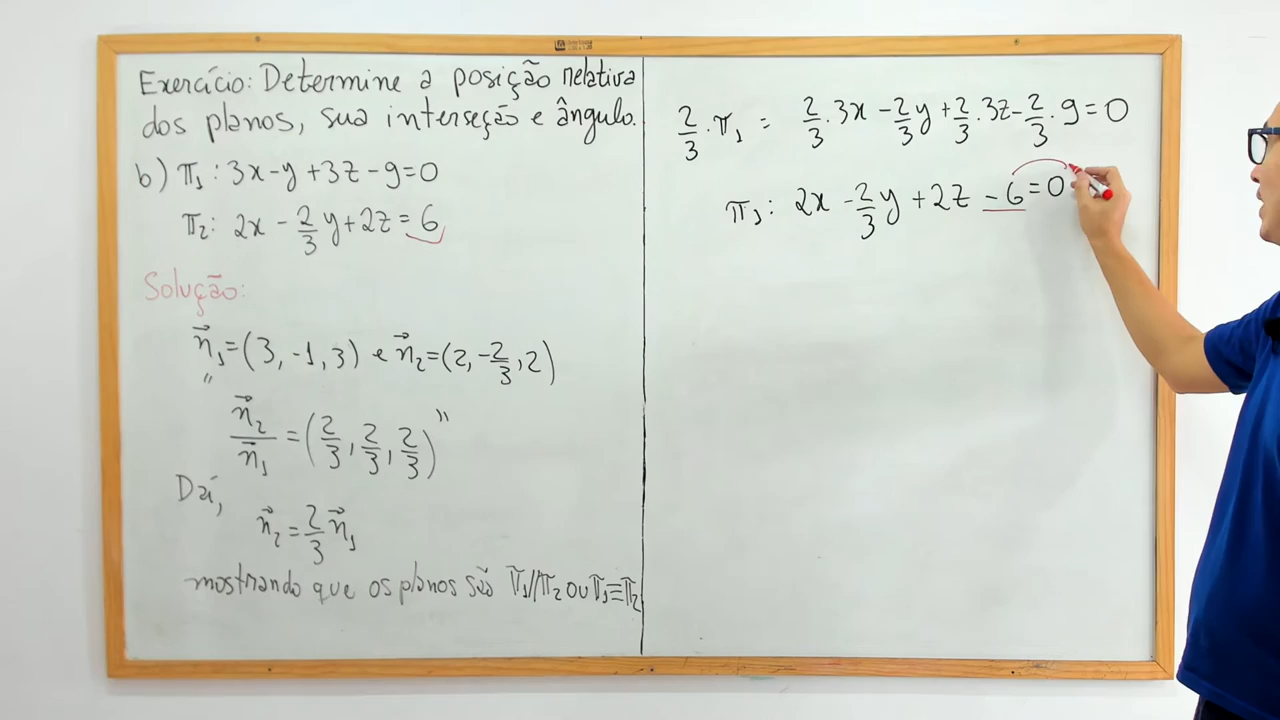 Exercício: Determine a posição relativa
dos planos, sua interseção e ângulo.
b) π₁: 3x-y+3z-9=0
π₂: 2x - 2/3 y+2z=6
Solução:
n⃗₁=(3,-1,3) e n⃗₂=(2,-2/3,2)
"n⃗₂/n⃗₁ = (2/3, 2/3, 2/3)"
Daí,
n⃗₂ = 2/3 n⃗₁
mostrando que os planos são π₁//π₂ ou π₁≡π₂
2/3 · π₁ = 2/3 · 3x - 2/3 y + 2/3 · 3z - 2/3 · 9 = 0
π₁: 2x - 2/3 y + 2z - 6 = 0